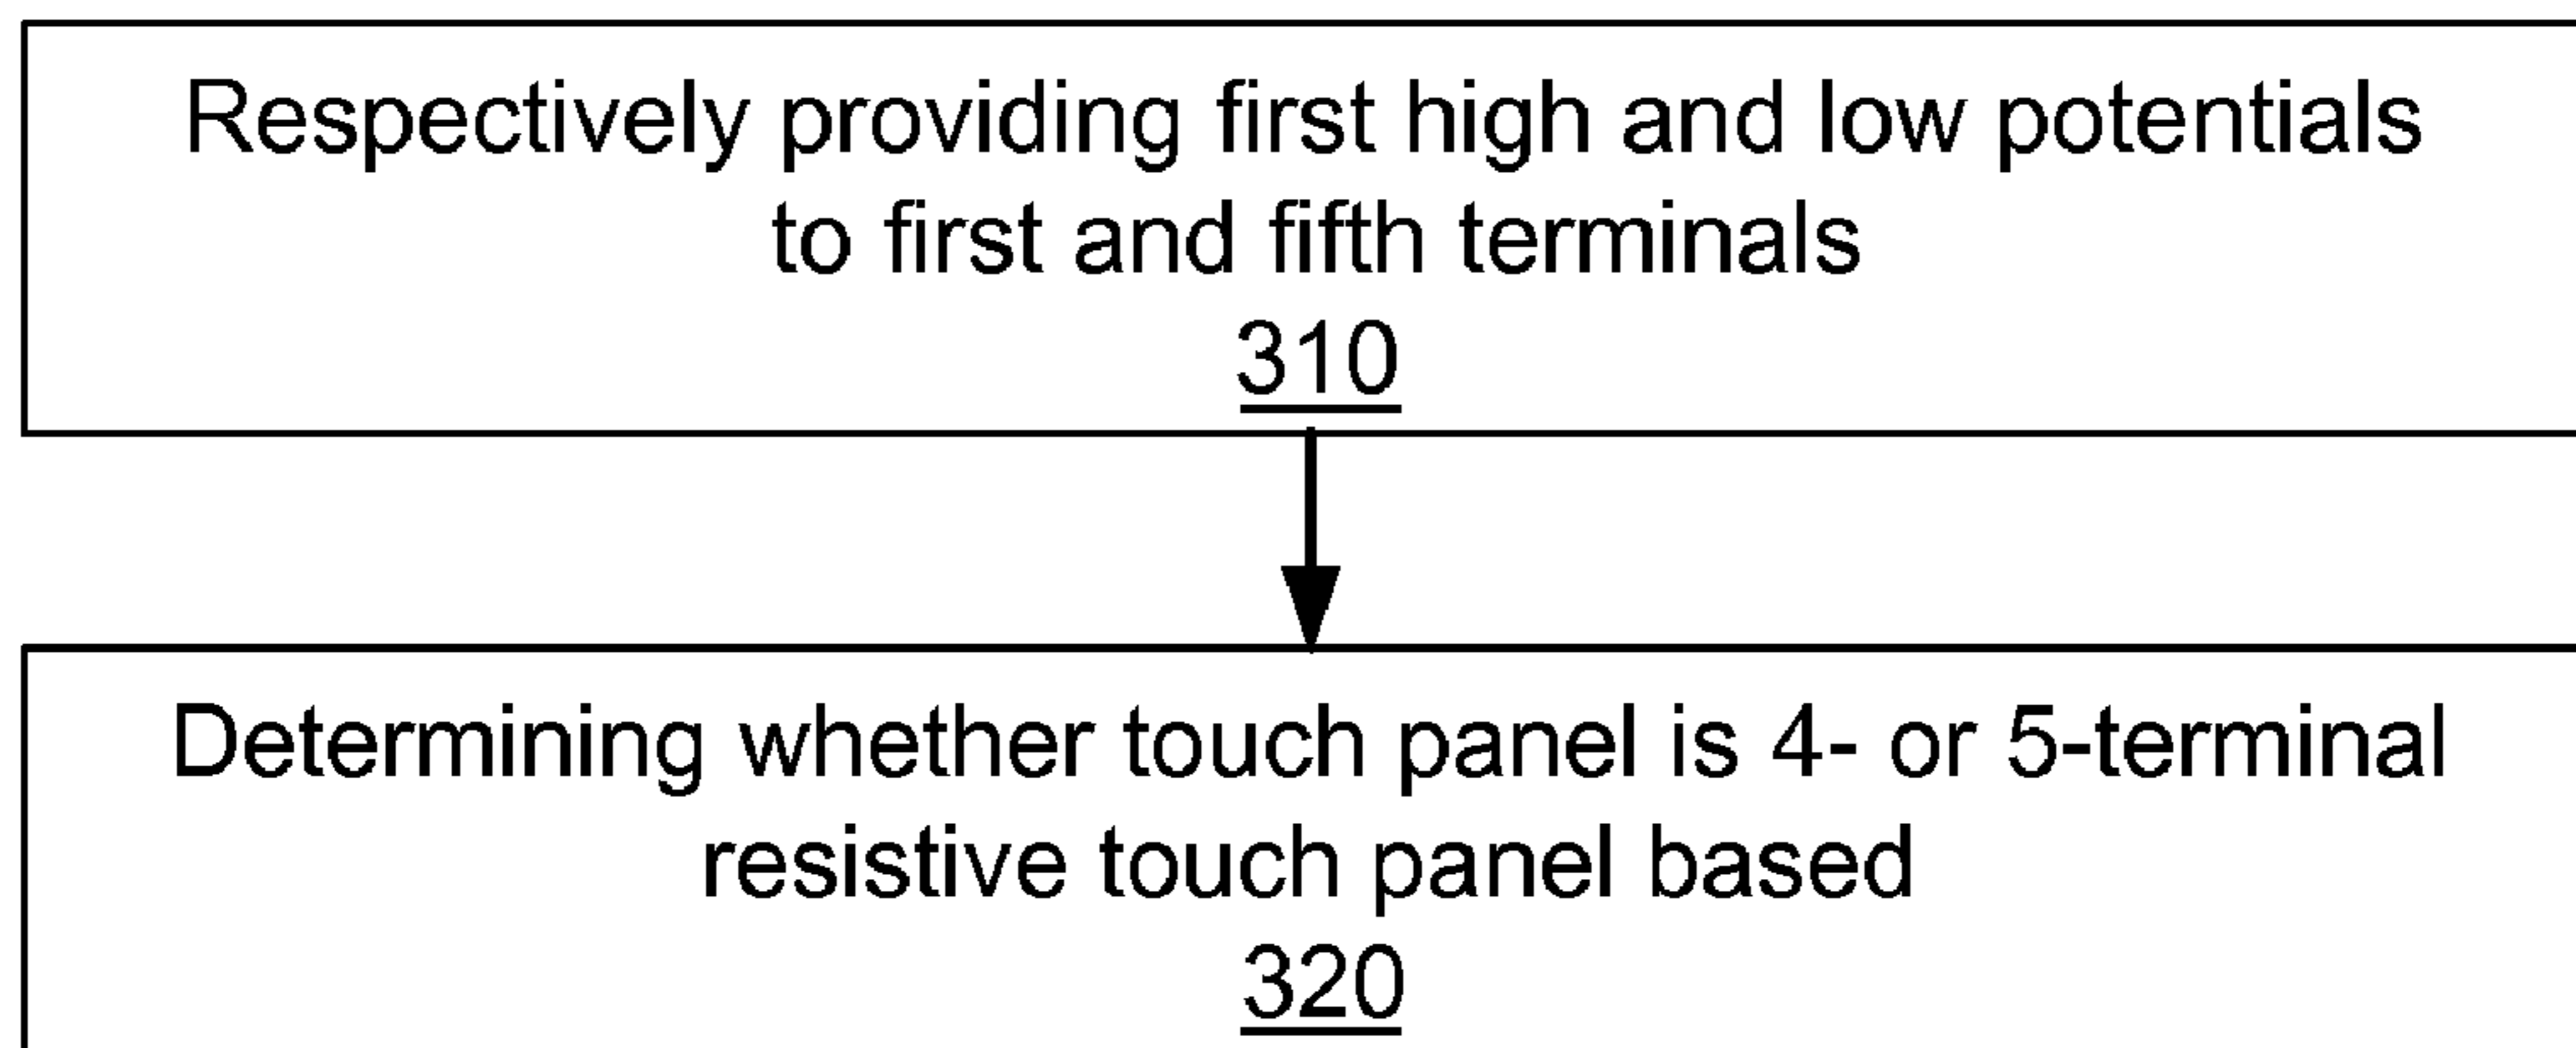 Respectively providing first high and low potentials
to first and fifth terminals
310
Determining whether touch panel is 4- or 5-terminal
resistive touch panel based
320